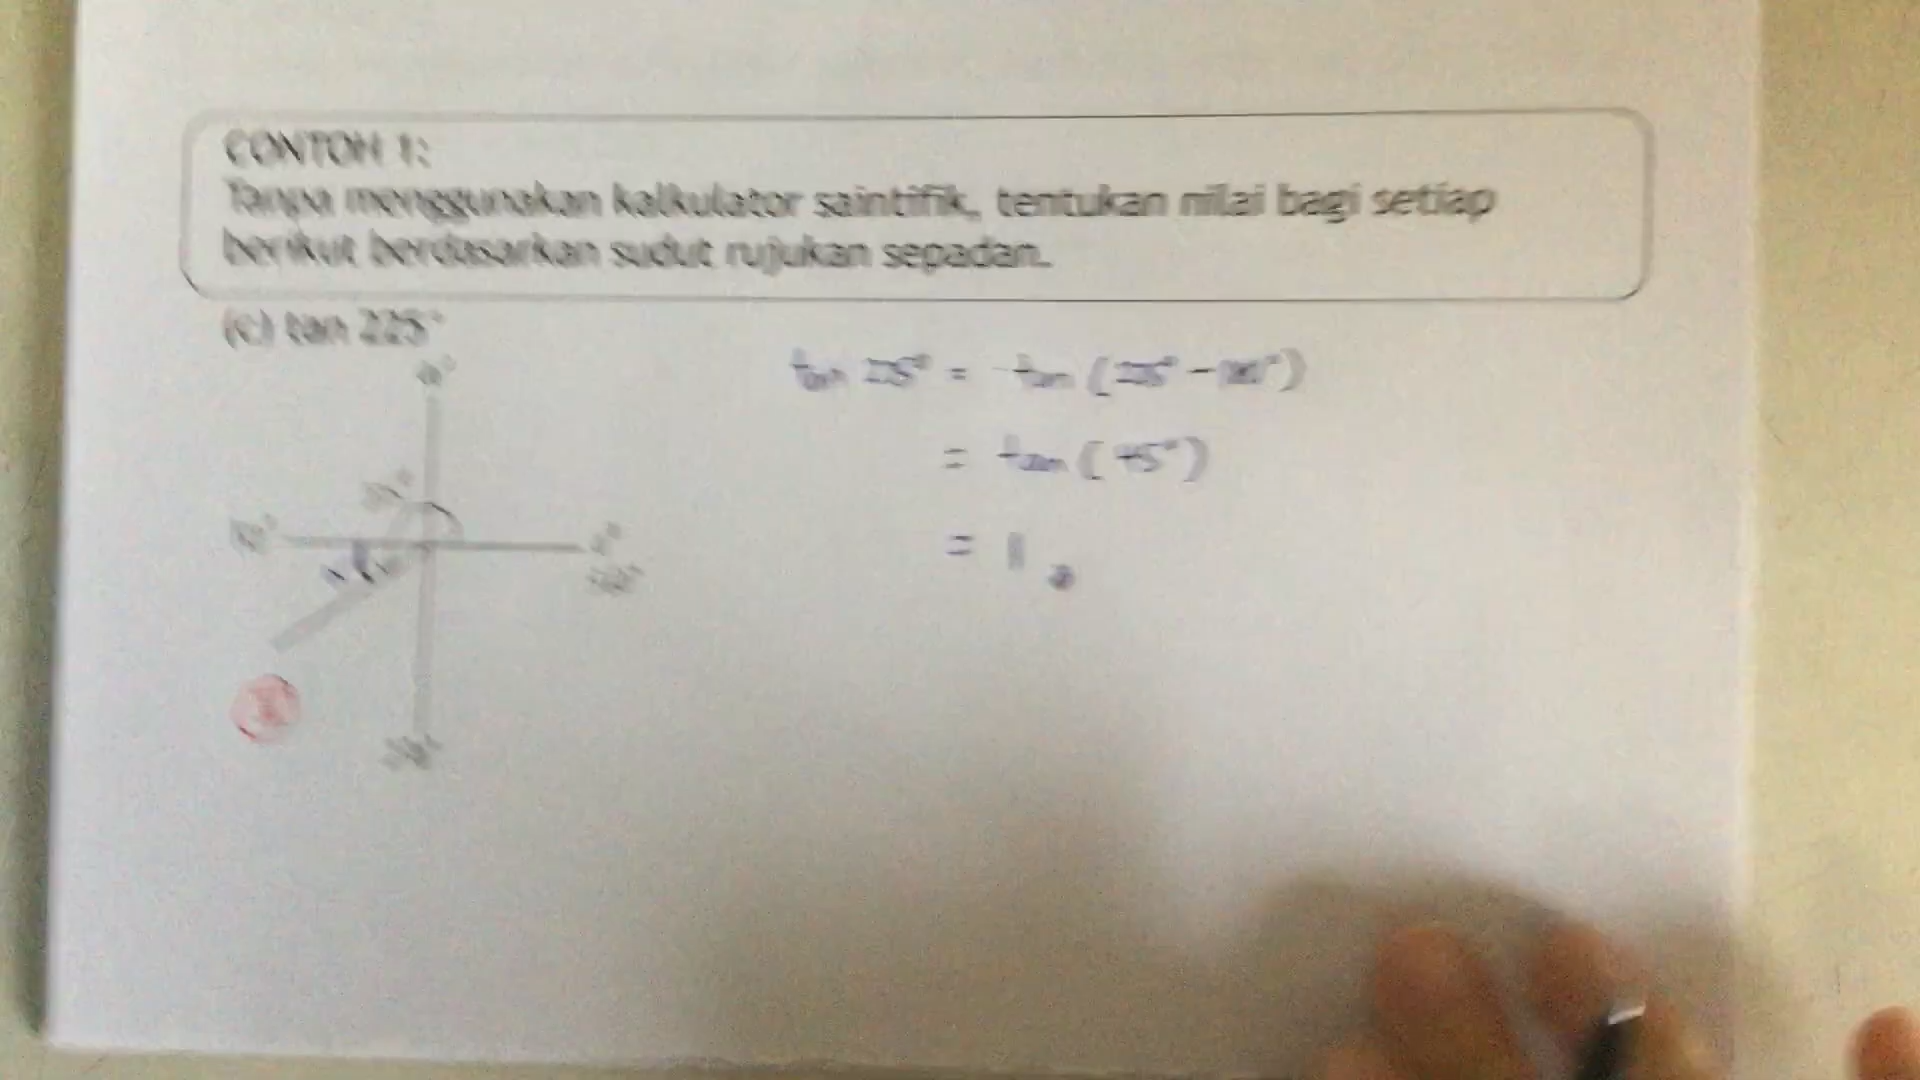 CONTOH 1:
Tanpa menggunakan kalkulator saintifik, tentukan nilai bagi setiap
berikut berdasarkan sudut rujukan sepadan.
(c) tan 225°
tan 225° = tan (225° - 180°)
= tan (45°)
= 1